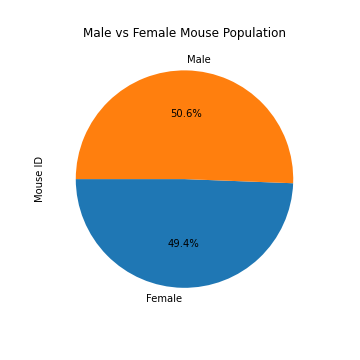 Male vs Female Mouse Population
Male
50.6%
Mouse ID
49.4%
Female